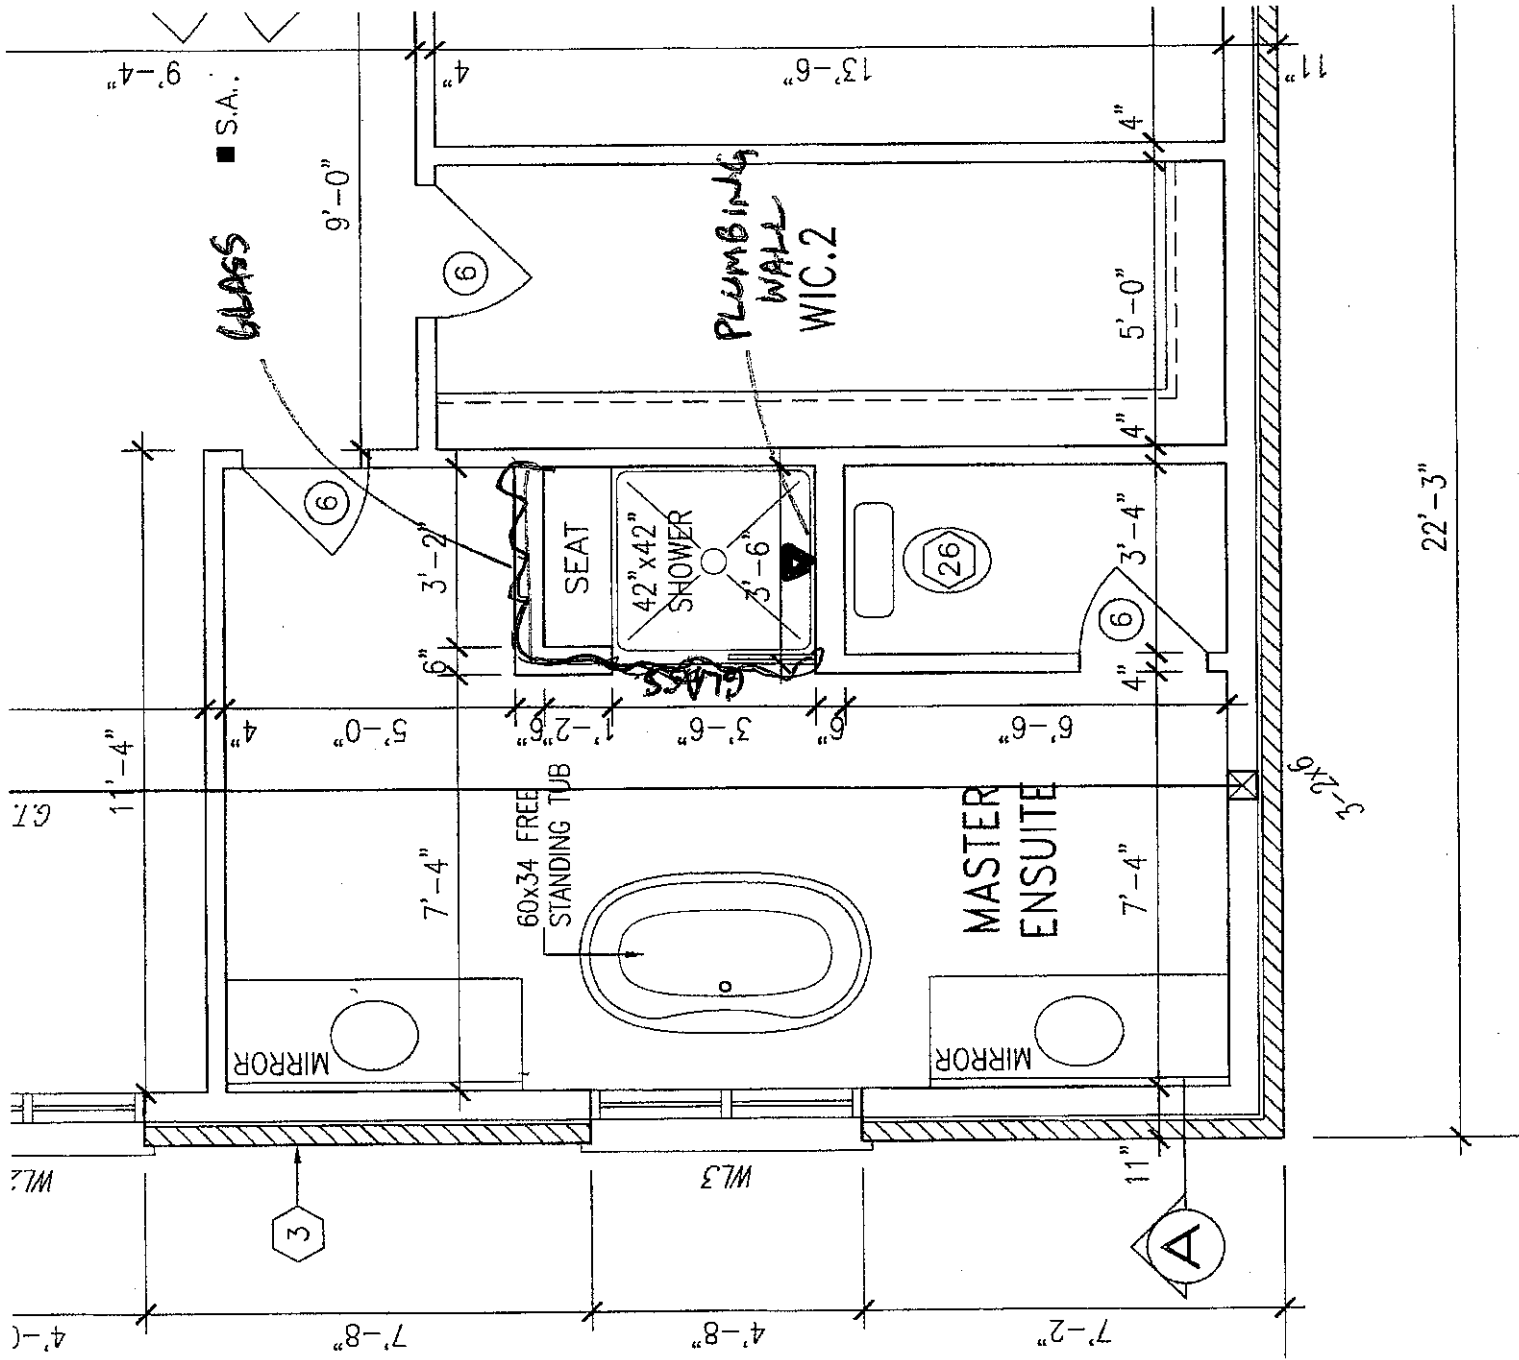 9'-4"
■ S.A..
9'-0"
4"
13'-6"
11"
GLASS
6
PLUMBING
WALL
WIC.2
4"
5'-0"
4"
6
3'-2"
6"
SEAT
42"x42"
SHOWER
3'-6"
GLASS
26
3'-4"
6
4"
11'-4"
G.T.
4"
5'-0"
6"
1'-2"
3'-6"
6"
6'-6"
3-2x6
22'-3"
60x34 FREE
STANDING TUB
7'-4"
MASTER
ENSUITE
7'-4"
MIRROR
MIRROR
WL3
3
11"
A
7'-8"
4'-8"
7'-2"